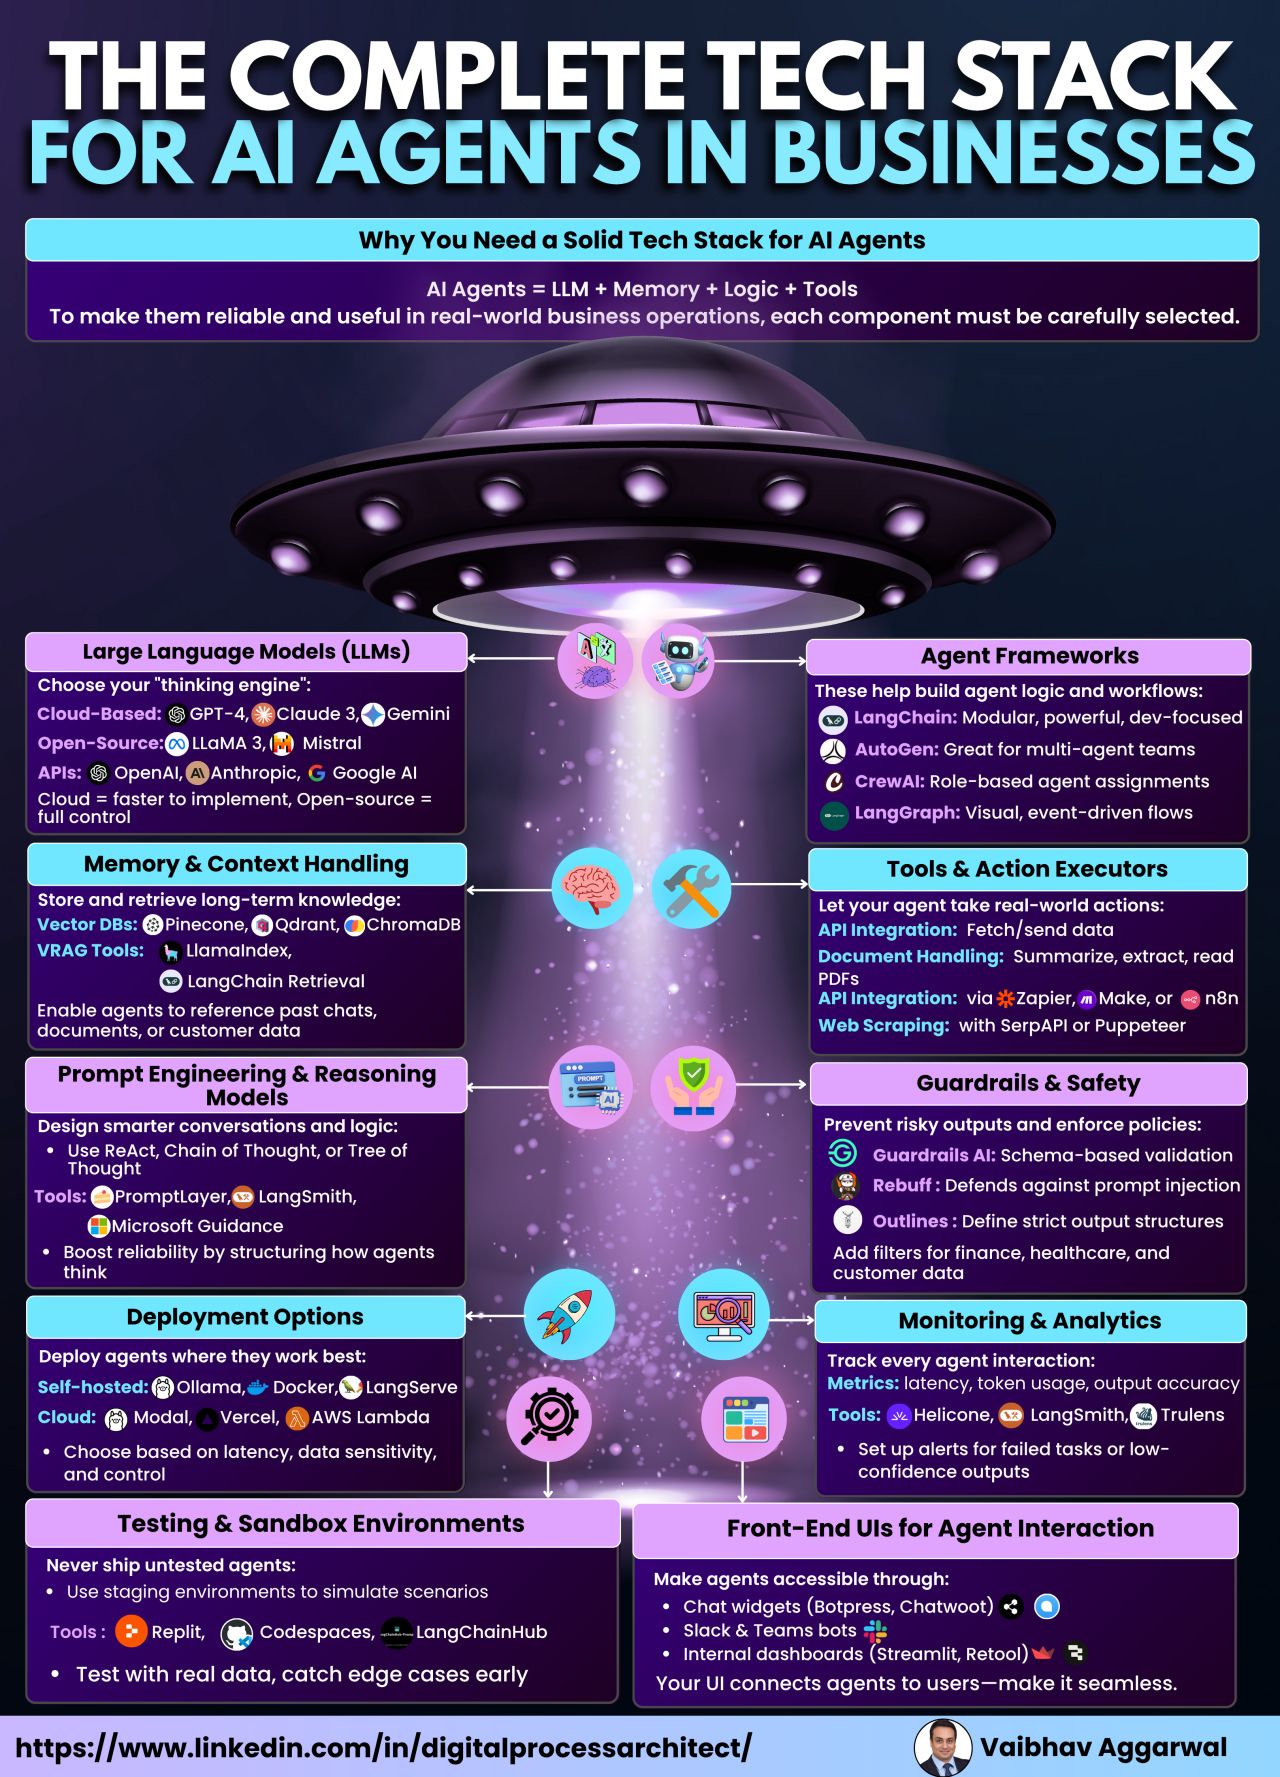 THE COMPLETE TECH STACK
FOR AI AGENTS IN BUSINESSES
Why You Need a Solid Tech Stack for AI Agents
AI Agents = LLM + Memory + Logic + Tools
To make them reliable and useful in real-world business operations, each component must be carefully selected.
Large Language Models (LLMs)
Choose your "thinking engine":
Cloud-Based: GPT-4, Claude 3, Gemini
Open-Source: LLaMA 3, Mistral
APIs: OpenAI, Anthropic, Google AI
Cloud = faster to implement, Open-source =
full control
Agent Frameworks
These help build agent logic and workflows:
LangChain: Modular, powerful, dev-focused
AutoGen: Great for multi-agent teams
CrewAI: Role-based agent assignments
LangGraph: Visual, event-driven flows
Memory & Context Handling
Store and retrieve long-term knowledge:
Vector DBs: Pinecone, Qdrant, ChromaDB
VRAG Tools: LlamaIndex,
LangChain Retrieval
Enable agents to reference past chats,
documents, or customer data
Tools & Action Executors
Let your agent take real-world actions:
API Integration: Fetch/send data
Document Handling: Summarize, extract, read
PDFs
API Integration: via Zapier, Make, or n8n
Web Scraping: with SerpAPI or Puppeteer
Prompt Engineering & Reasoning
Models
Design smarter conversations and logic:
• Use ReAct, Chain of Thought, or Tree of
Thought
Tools: PromptLayer, LangSmith,
Microsoft Guidance
• Boost reliability by structuring how agents
think
PROMPT
AI
Guardrails & Safety
Prevent risky outputs and enforce policies:
Guardrails AI: Schema-based validation
Rebuff : Defends against prompt injection
Outlines : Define strict output structures
Add filters for finance, healthcare, and
customer data
Deployment Options
Deploy agents where they work best:
Self-hosted: Ollama, Docker, LangServe
Cloud: Modal, Vercel, AWS Lambda
• Choose based on latency, data sensitivity,
and control
Monitoring & Analytics
Track every agent interaction:
Metrics: latency, token usage, output accuracy
Tools: Helicone, LangSmith, Trulens
• Set up alerts for failed tasks or low-
confidence outputs
Testing & Sandbox Environments
Never ship untested agents:
• Use staging environments to simulate scenarios
Tools : Replit, Codespaces, LangChainHub
• Test with real data, catch edge cases early
Front-End UIs for Agent Interaction
Make agents accessible through:
• Chat widgets (Botpress, Chatwoot)
• Slack & Teams bots
• Internal dashboards (Streamlit, Retool)
Your UI connects agents to users—make it seamless.
https://www.linkedin.com/in/digitalprocessarchitect/
Vaibhav Aggarwal